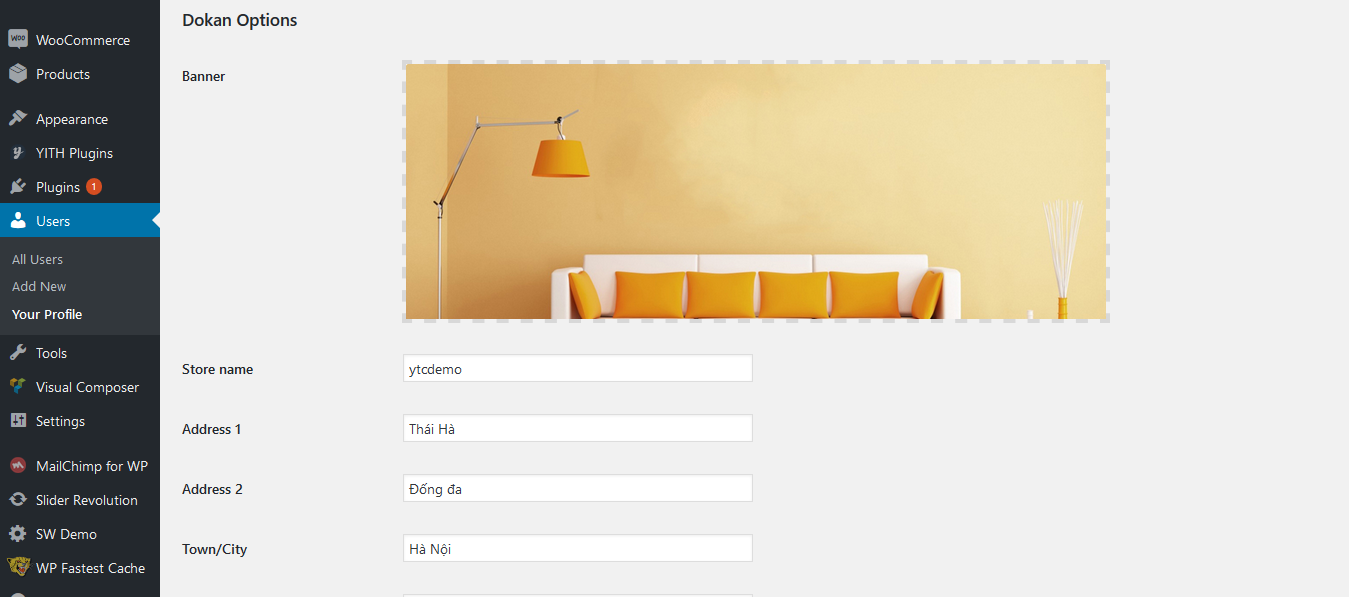 WooCommerce
Products
Appearance
YITH Plugins
Plugins 1
Users
All Users
Add New
Your Profile
Tools
Visual Composer
Settings
MailChimp for WP
Slider Revolution
SW Demo
WP Fastest Cache
Dokan Options
Banner
Store name ytcdemo
Address 1 Thái Hà
Address 2 Đống đa
Town/City Hà Nội